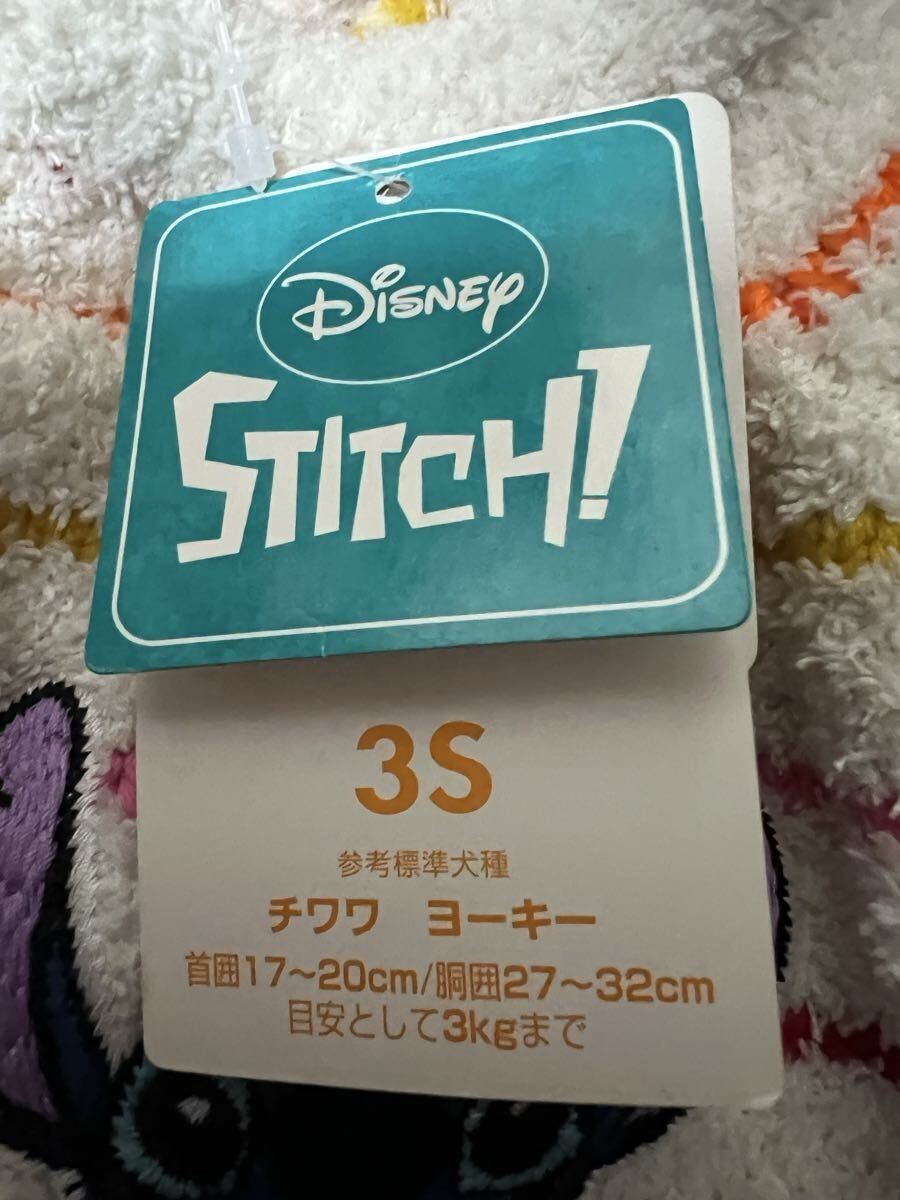 DISNEY
STITCH!
3S
参考標準犬種
チワワ　ヨーキー
首囲17～20cm/胴囲27～32cm
目安として3kgまで